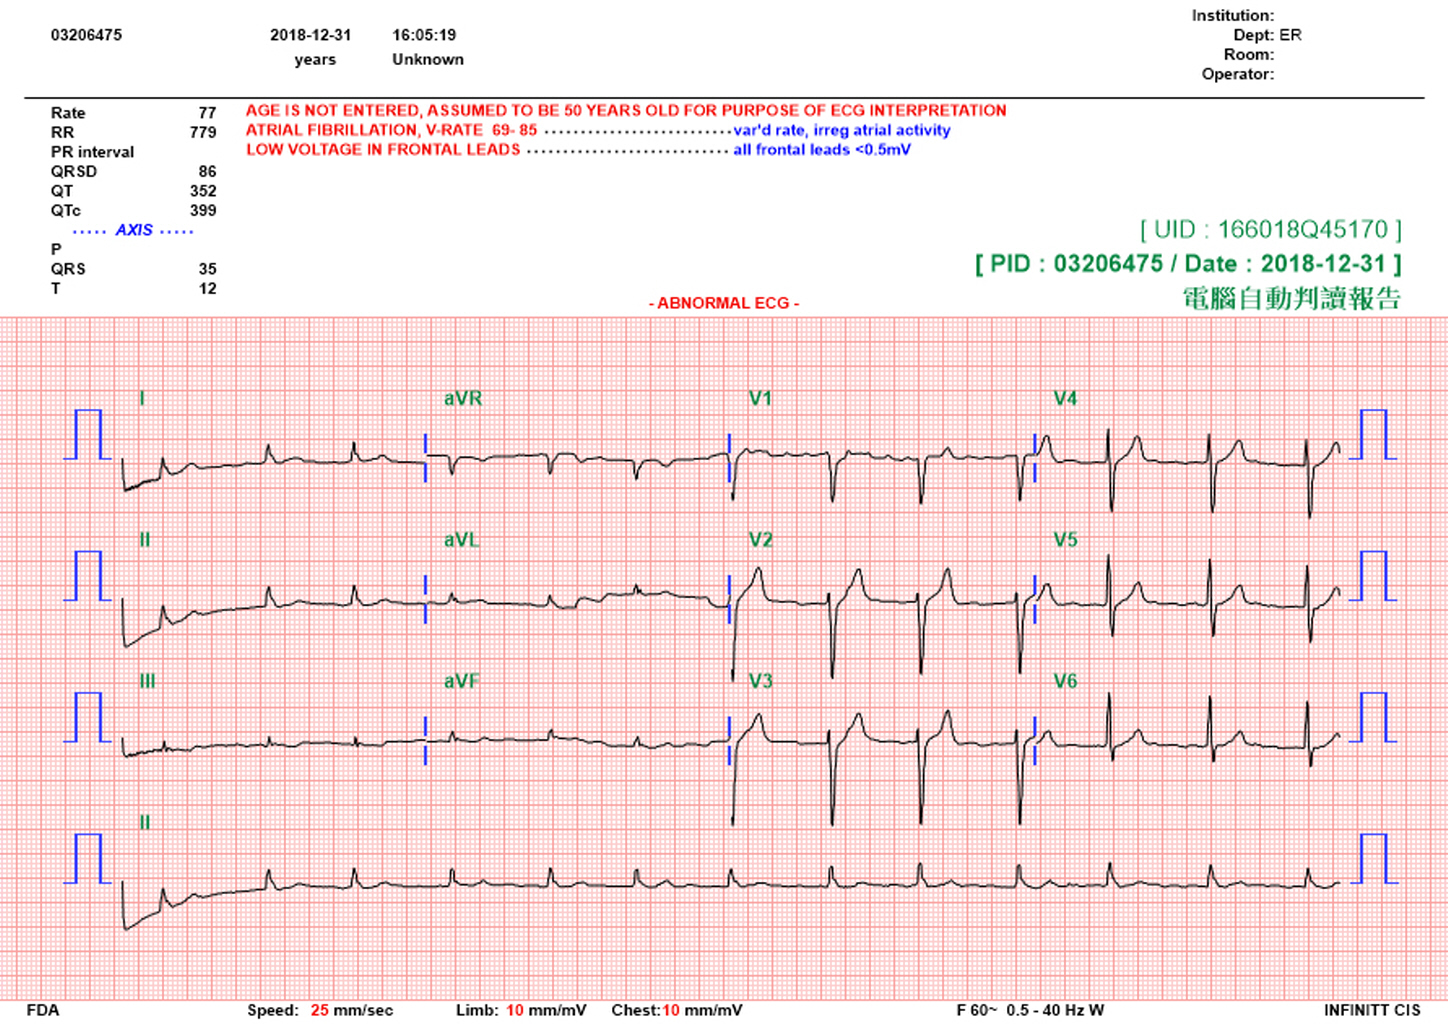 Institution:
03206475 2018-12-31 16:05:19 Dept: ER
years Unknown Room:
Operator:
Rate 77 AGE IS NOT ENTERED, ASSUMED TO BE 50 YEARS OLD FOR PURPOSE OF ECG INTERPRETATION
RR 779 ATRIAL FIBRILLATION, V-RATE 69- 85 ·························· var'd rate, irreg atrial activity
PR interval LOW VOLTAGE IN FRONTAL LEADS ···························· all frontal leads <0.5mV
QRSD 86
QT 352
QTc 399
····· AXIS ·····
P
QRS 35
T 12
[ UID : 166018Q45170 ]
[ PID : 03206475 / Date : 2018-12-31 ]
電腦自動判讀報告
- ABNORMAL ECG -
I aVR V1 V4
II aVL V2 V5
III aVF V3 V6
II
FDA Speed: 25 mm/sec Limb: 10 mm/mV Chest:10 mm/mV F 60~ 0.5 - 40 Hz W INFINITT CIS